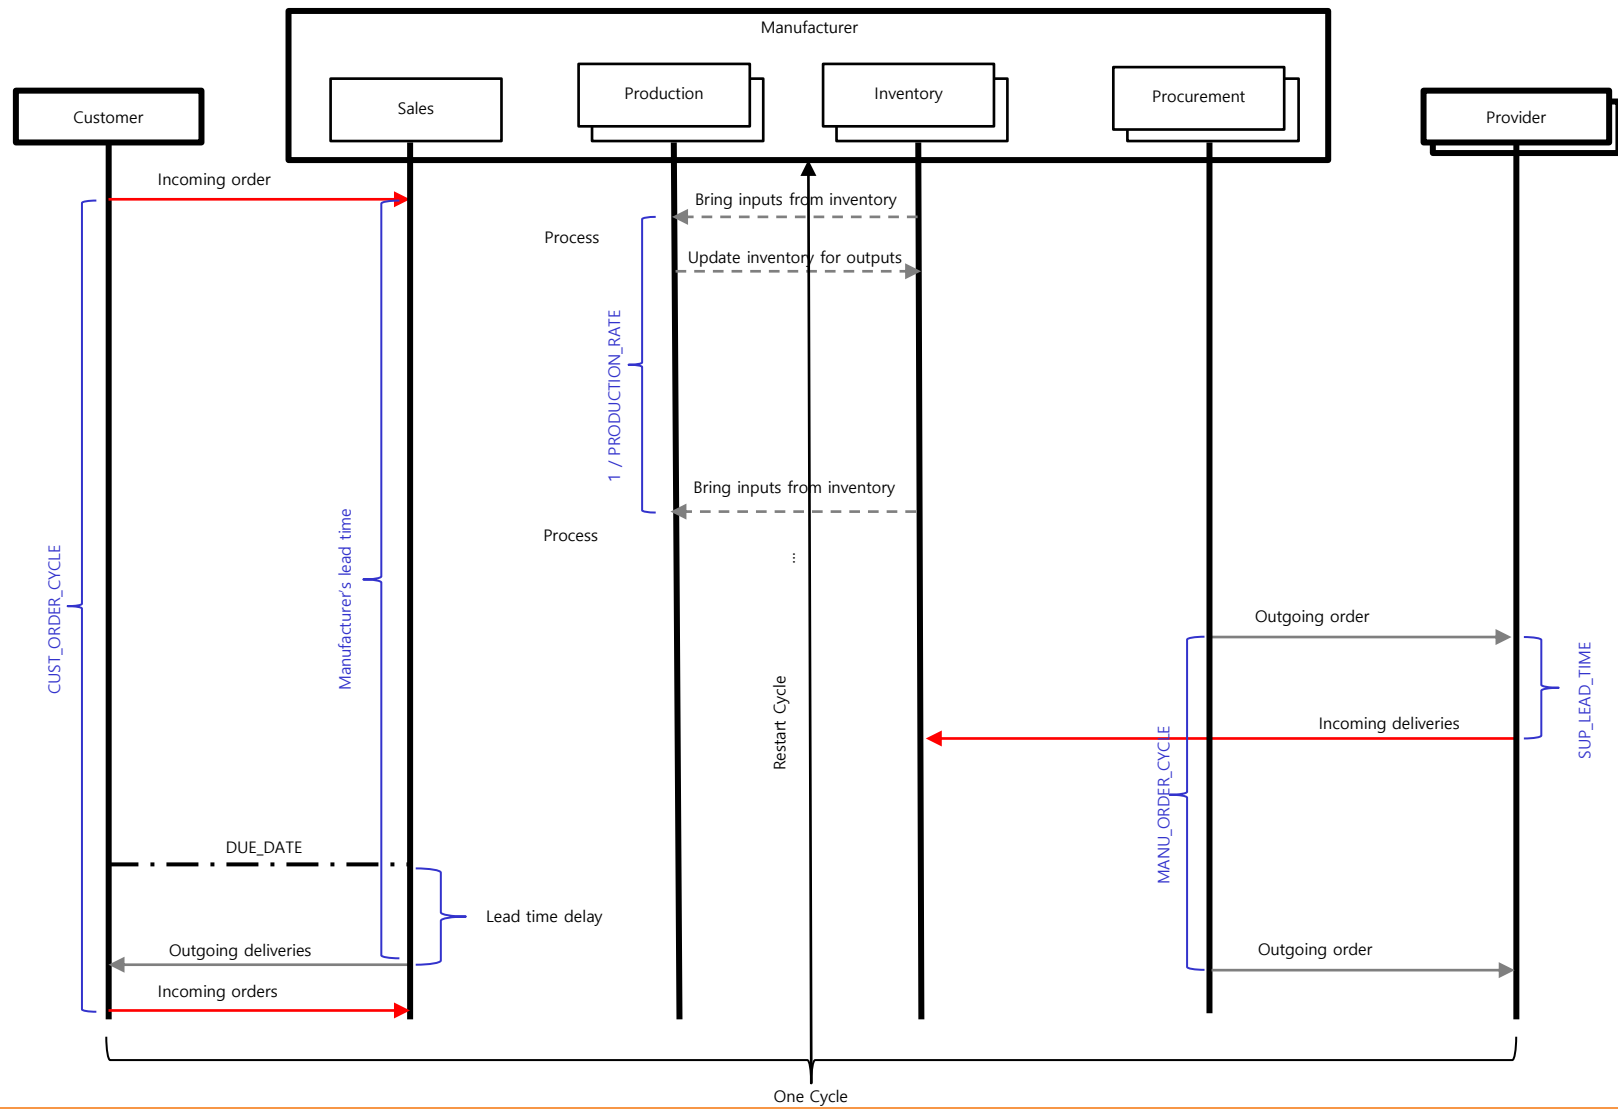 Manufacturer
Customer
Sales
Production
Inventory
Procurement
Provider
Incoming order
Bring inputs from inventory
Process
Update inventory for outputs
1 / PRODUCTION_RATE
Bring inputs from inventory
Process
...
CUST_ORDER_CYCLE
Manufacturer's lead time
Outgoing order
SUP_LEAD_TIME
Restart Cycle
Incoming deliveries
MANU_ORDER_CYCLE
DUE_DATE
Lead time delay
Outgoing deliveries
Outgoing order
Incoming orders
One Cycle